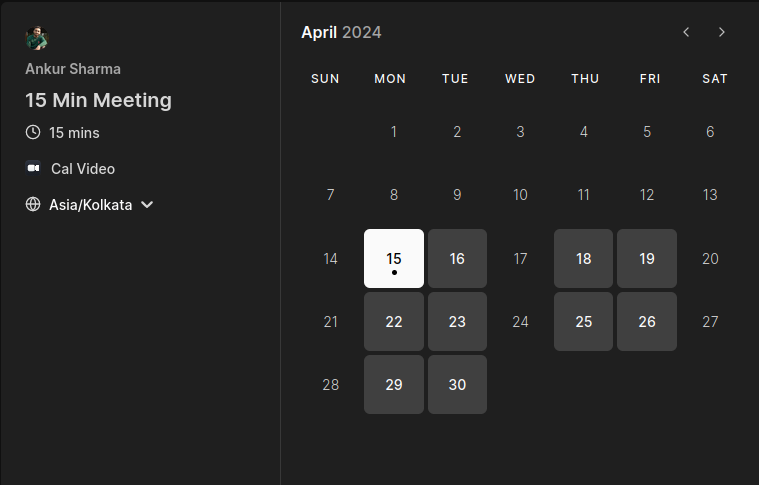 Ankur Sharma
15 Min Meeting
15 mins
Cal Video
Asia/Kolkata
April 2024
SUN MON TUE WED THU FRI SAT
1 2 3 4 5 6
7 8 9 10 11 12 13
14 15 16 17 18 19 20
21 22 23 24 25 26 27
28 29 30